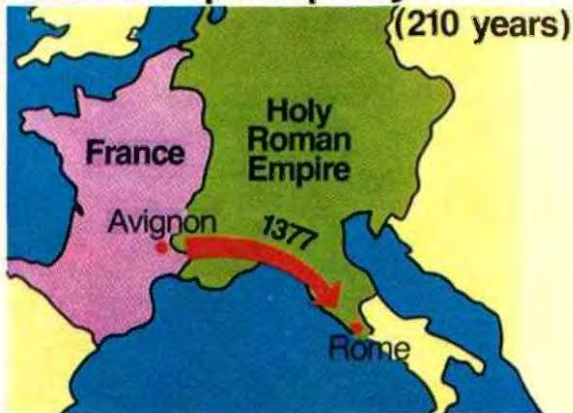 (210 years)
Holy
Roman
Empire
France
Avignon
1377
Rome